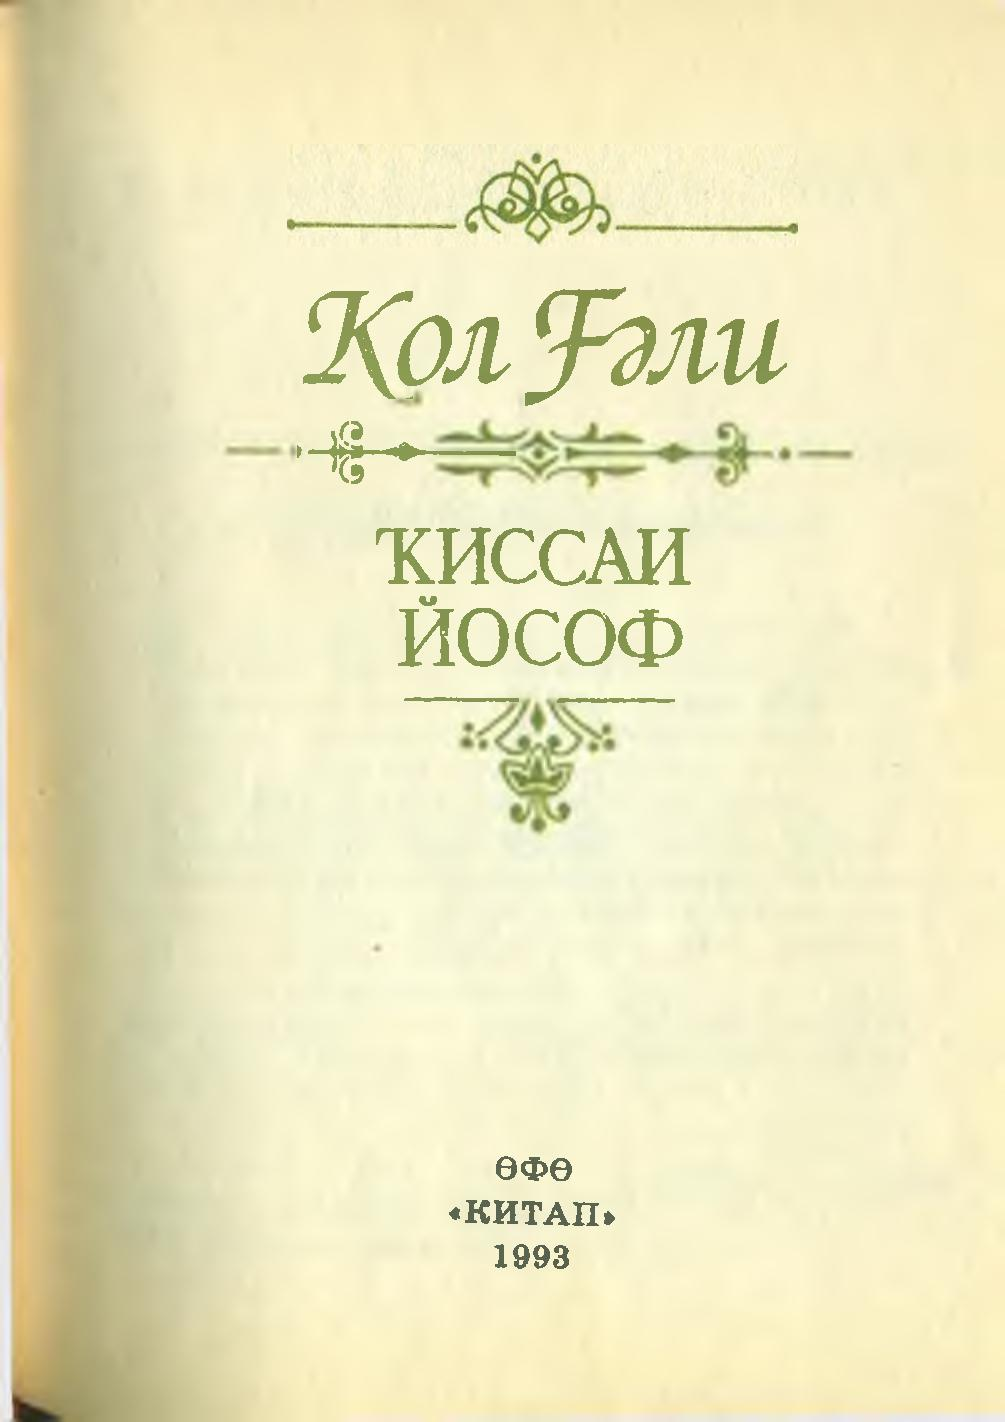 Ҡол Ғәли
ҠИССАИ
ЙОСОФ
ӨФӨ
«КИТАП»
1993